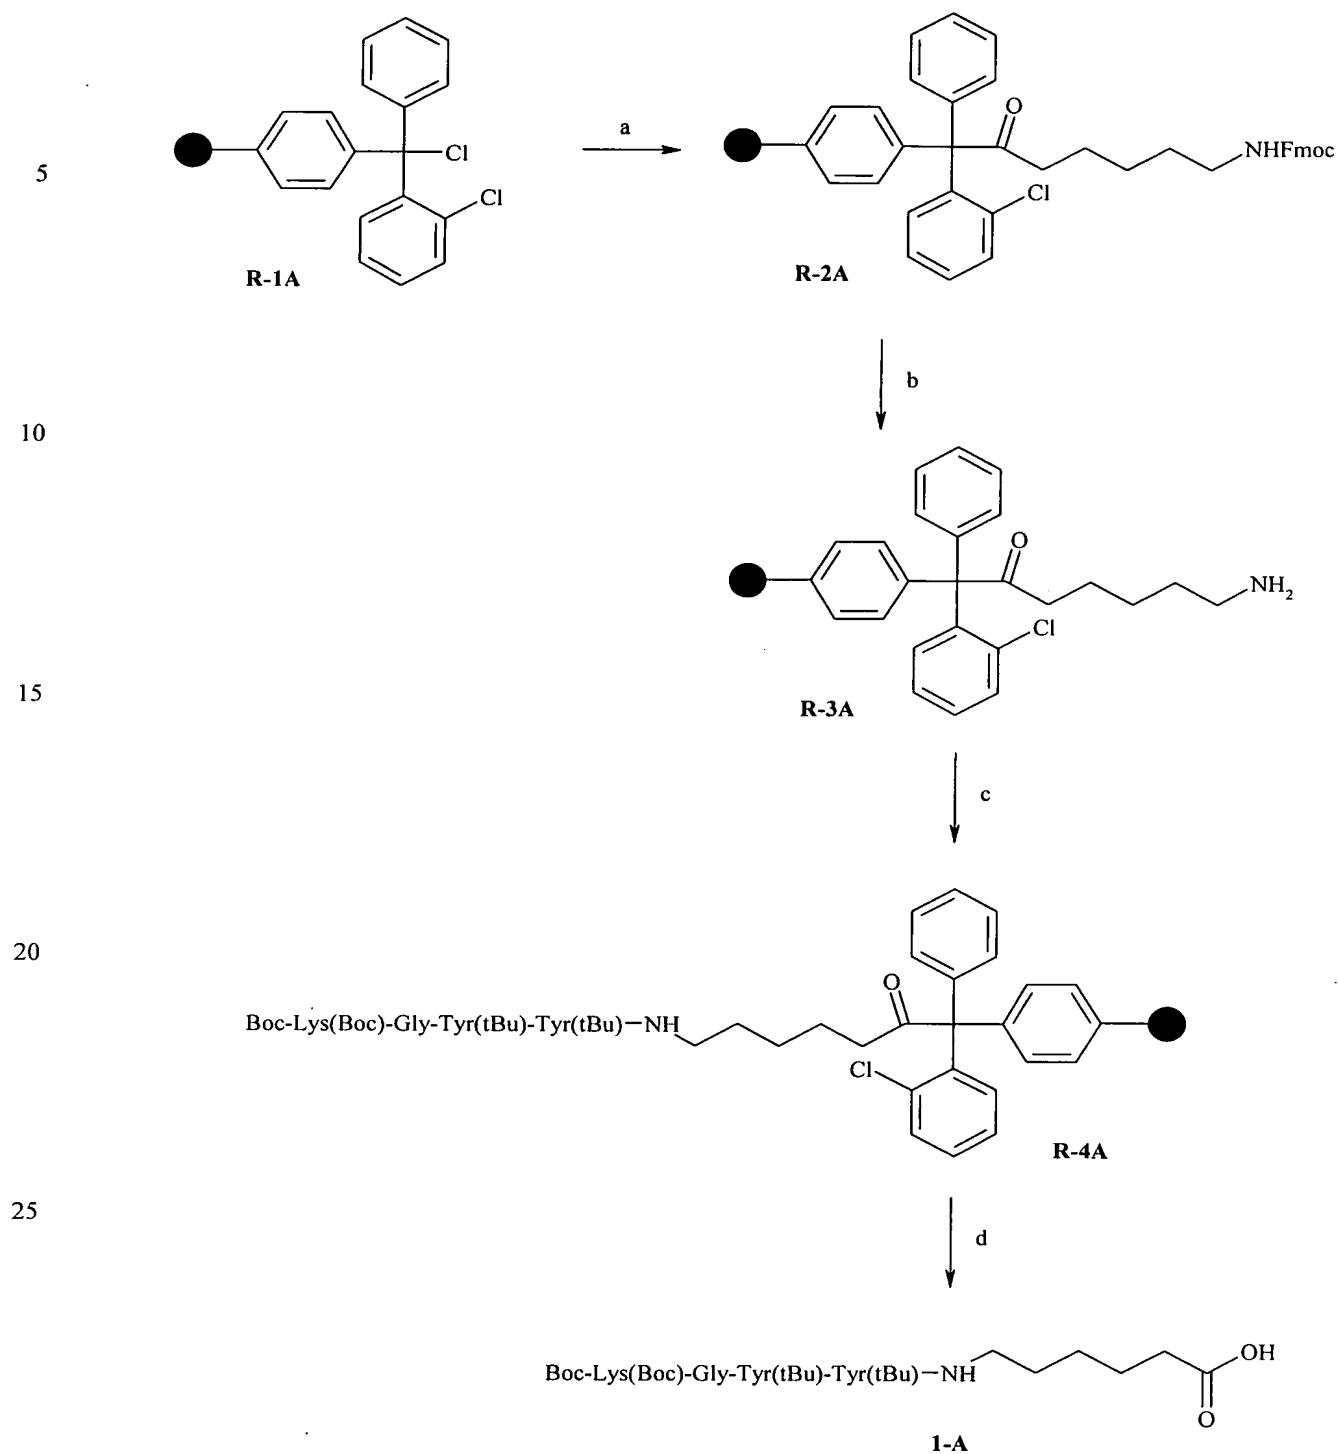 Cl
Cl
a
O
NHFmoc
Cl
5
R-1A
R-2A
b
10
O
NH2
Cl
15
R-3A
c
20
O
Boc-Lys(Boc)-Gly-Tyr(tBu)-Tyr(tBu)-NH
Cl
R-4A
25
d
Boc-Lys(Boc)-Gly-Tyr(tBu)-Tyr(tBu)-NH
OH
O
1-A